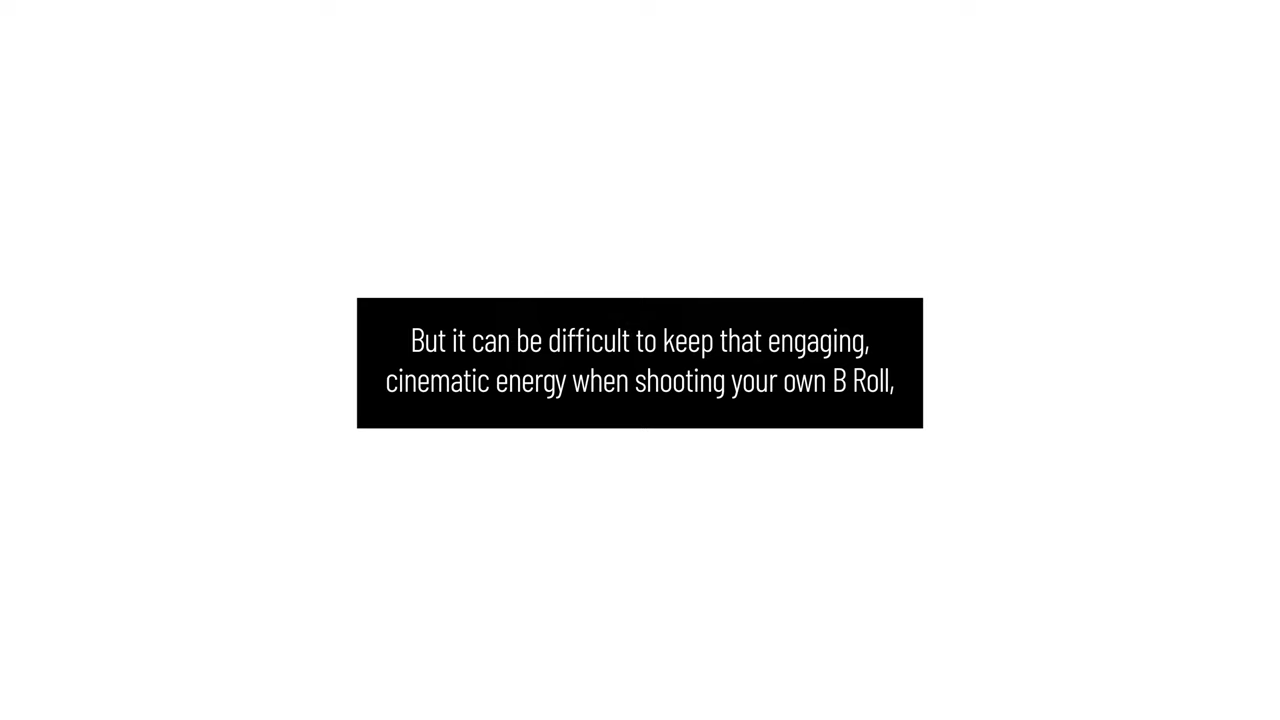 But it can be difficult to keep that engaging,
cinematic energy when shooting your own B Roll,